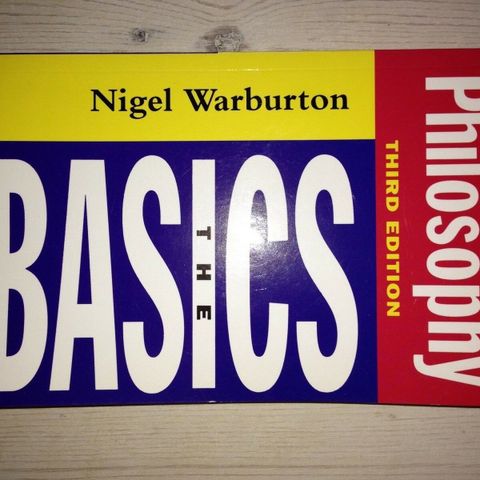 Nigel Warburton
BASICS
THE
Philosophy
THIRD EDITION